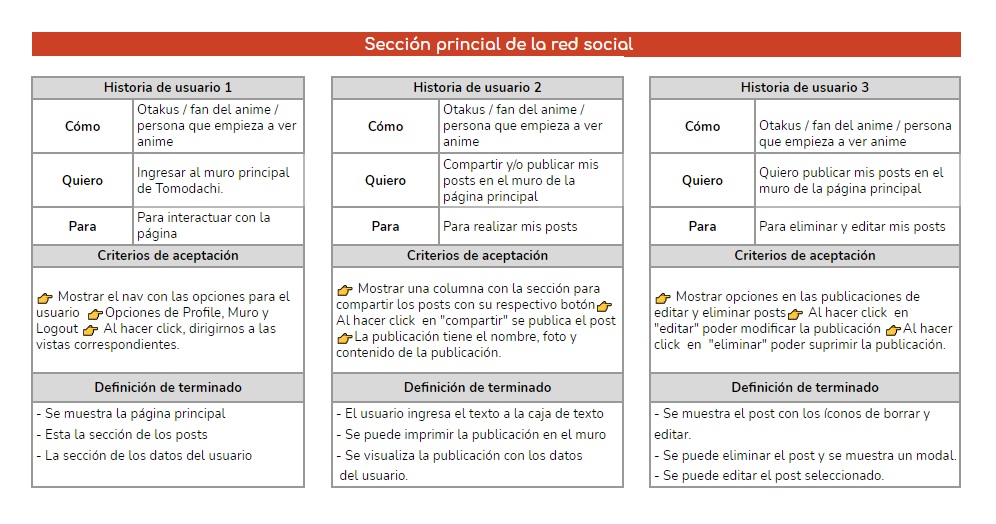 Sección princial de la red social
Historia de usuario 1
Cómo
Otakus / fan del anime /
persona que empieza a ver
anime
Quiero
Ingresar al muro principal
de Tomodachi.
Para
Para interactuar con la
página
Criterios de aceptación
👉 Mostrar el nav con las opciones para el
usuario 👉Opciones de Profile, Muro y
Logout 👉 Al hacer click, dirigirnos a las
vistas correspondientes.
Definición de terminado
- Se muestra la página principal
- Esta la sección de los posts
- La sección de los datos del usuario
Historia de usuario 2
Cómo
Otakus / fan del anime /
persona que empieza a ver
anime
Quiero
Compartir y/o publicar mis
posts en el muro de la
página principal
Para
Para realizar mis posts
Criterios de aceptación
👉 Mostrar una columna con la sección para
compartir los posts con su respectivo botón👉
Al hacer click en "compartir" se publica el post
👉La publicación tiene el nombre, foto y
contenido de la publicación.
Definición de terminado
- El usuario ingresa el texto a la caja de texto
- Se puede imprimir la publicación en el muro
- Se visualiza la publicación con los datos
del usuario.
Historia de usuario 3
Cómo
Otakus / fan del anime / persona
que empieza a ver anime
Quiero
Quiero publicar mis posts en el
muro de la página principal
Para
Para eliminar y editar mis posts
Criterios de aceptación
👉 Mostrar opciones en las publicaciones de
editar y eliminar posts👉 Al hacer click en
"editar" poder modificar la publicación 👉Al hacer
click en "eliminar" poder suprimir la publicación.
Definición de terminado
- Se muestra el post con los íconos de borrar y
editar.
- Se puede eliminar el post y se muestra un modal.
- Se puede editar el post seleccionado.